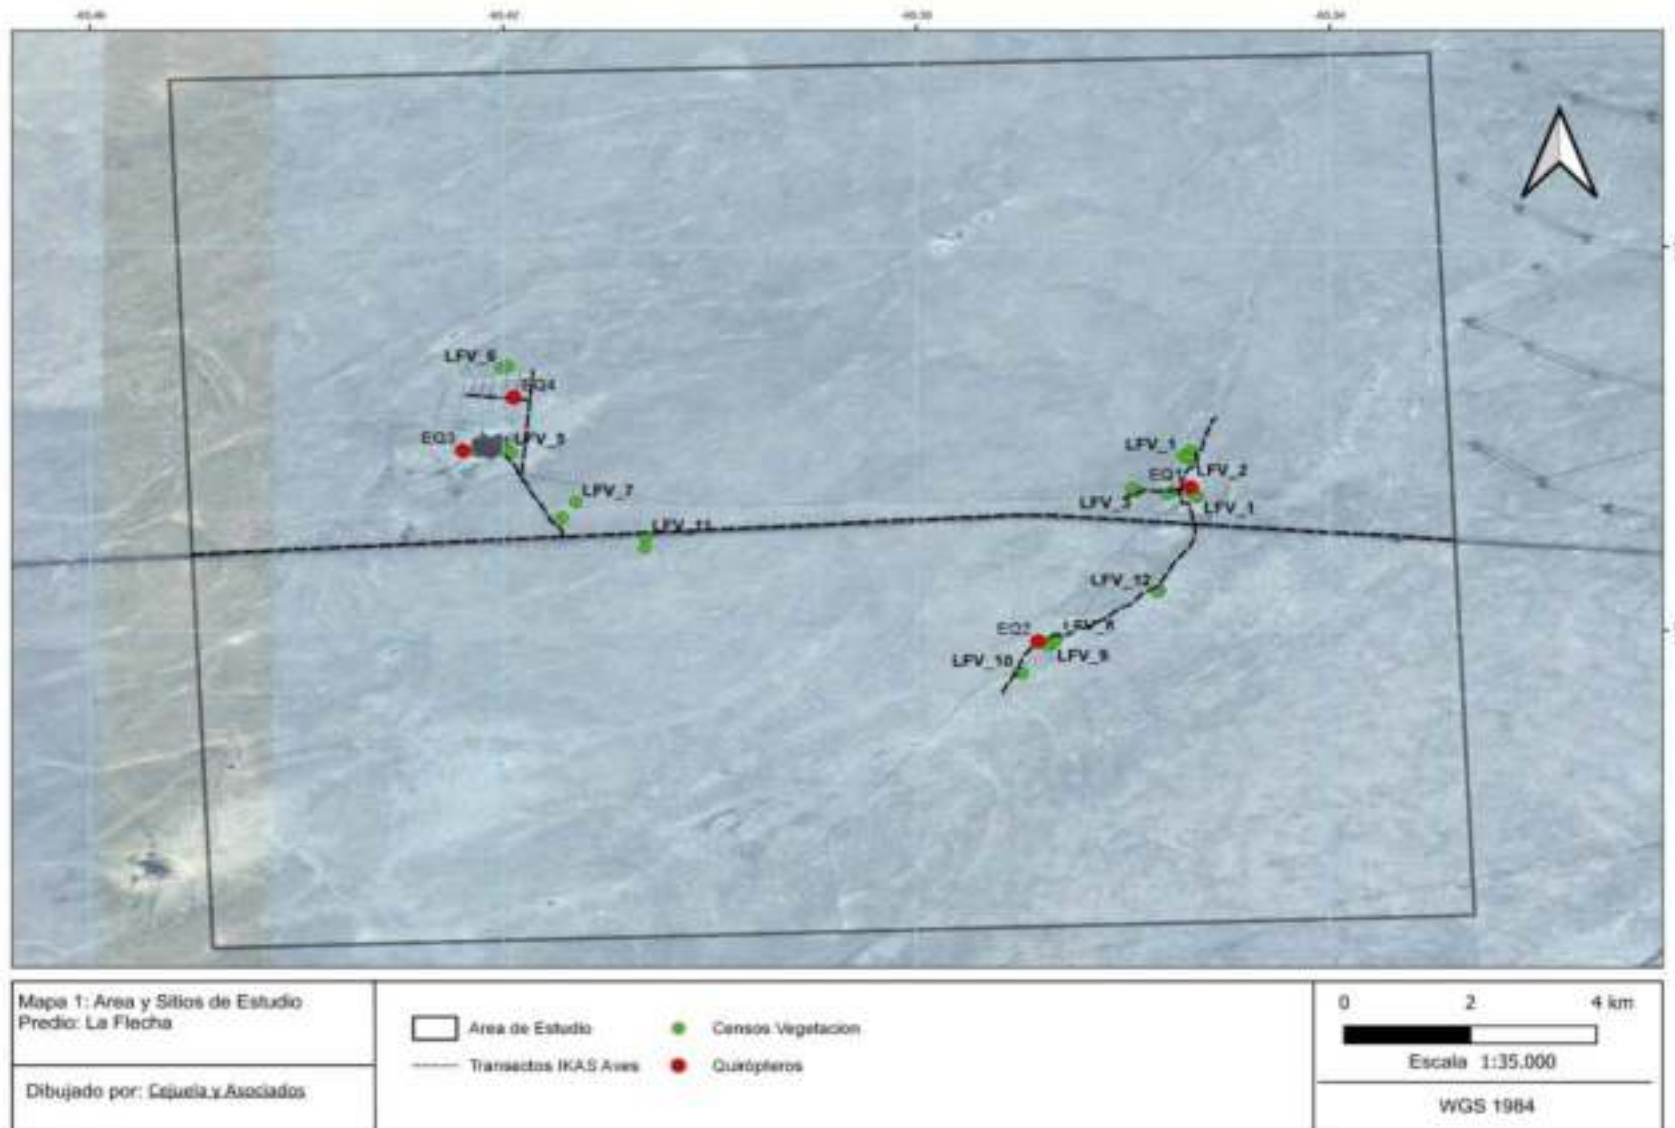 LFV_6
EQ4
EQ3
LFV_5
LFV_7
LFV_11
LFV_1
LFV_2
EQ1
LFV_3
LFV_1
LFV_12
EQ2
LFV_8
LFV_9
LFV_10
Mapa 1: Area y Sitios de Estudio
Predio: La Flecha
Dibujado por: Cejuela y Asociados
Area de Estudio
Censos Vegetacion
Transectos IKAS Aves
Quirópteros
0 2 4 km
Escala 1:35.000
WGS 1984